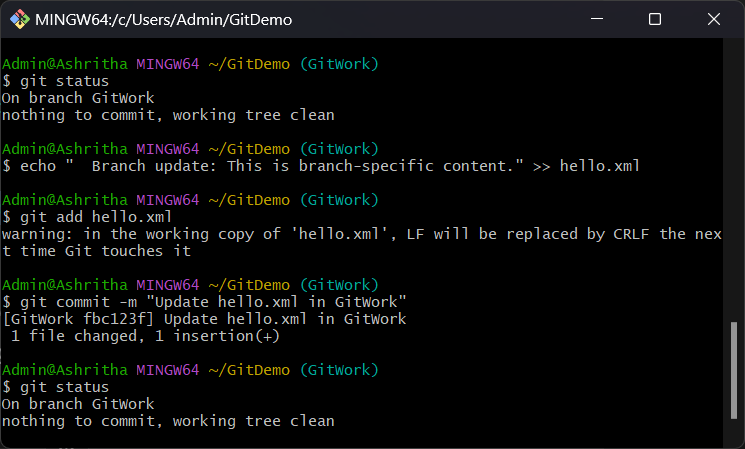 MINGW64:/c/Users/Admin/GitDemo
Admin@Ashritha MINGW64 ~/GitDemo (GitWork)
$ git status
On branch GitWork
nothing to commit, working tree clean
Admin@Ashritha MINGW64 ~/GitDemo (GitWork)
$ echo "  Branch update: This is branch-specific content." >> hello.xml
Admin@Ashritha MINGW64 ~/GitDemo (GitWork)
$ git add hello.xml
warning: in the working copy of 'hello.xml', LF will be replaced by CRLF the nex
t time Git touches it
Admin@Ashritha MINGW64 ~/GitDemo (GitWork)
$ git commit -m "Update hello.xml in GitWork"
[GitWork fbc123f] Update hello.xml in GitWork
 1 file changed, 1 insertion(+)
Admin@Ashritha MINGW64 ~/GitDemo (GitWork)
$ git status
On branch GitWork
nothing to commit, working tree clean